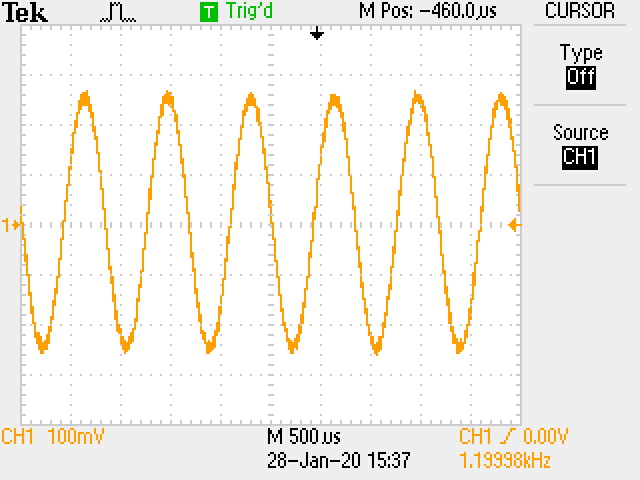 Tek T Trig'd M Pos: -460.0µs CURSOR
Type
Off
Source
CH1
1
CH1 100mV M 500µs CH1 0.00V
28-Jan-20 15:37 1.19998kHz